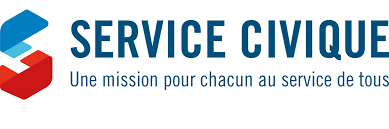 SERVICE CIVIQUE
Une mission pour chacun au service de tous